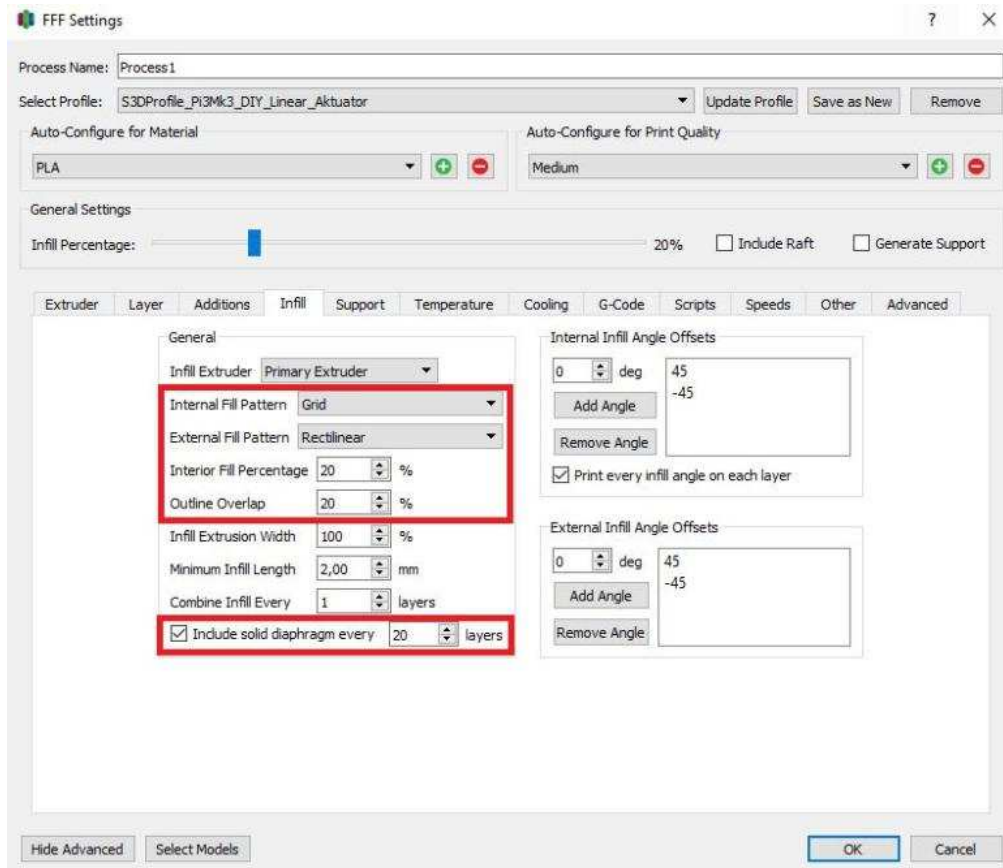 FFF Settings
?
Process Name: Process1
Select Profile: S3DProfile_Pi3Mk3_DIY_Linear_Aktuator Update Profile Save as New Remove
Auto-Configure for Material
PLA
Auto-Configure for Print Quality
Medium
General Settings
Infill Percentage: 20% Include Raft Generate Support
Extruder Layer Additions Infill Support Temperature Cooling G-Code Scripts Speeds Other Advanced
General
Infill Extruder Primary Extruder
Internal Fill Pattern Grid
External Fill Pattern Rectilinear
Interior Fill Percentage 20 %
Outline Overlap 20 %
Infill Extrusion Width 100 %
Minimum Infill Length 2,00 mm
Combine Infill Every 1 layers
Include solid diaphragm every 20 layers
Internal Infill Angle Offsets
0 deg
Add Angle
Remove Angle
45
-45
Print every infill angle on each layer
External Infill Angle Offsets
0 deg
Add Angle
Remove Angle
45
-45
Hide Advanced Select Models OK Cancel